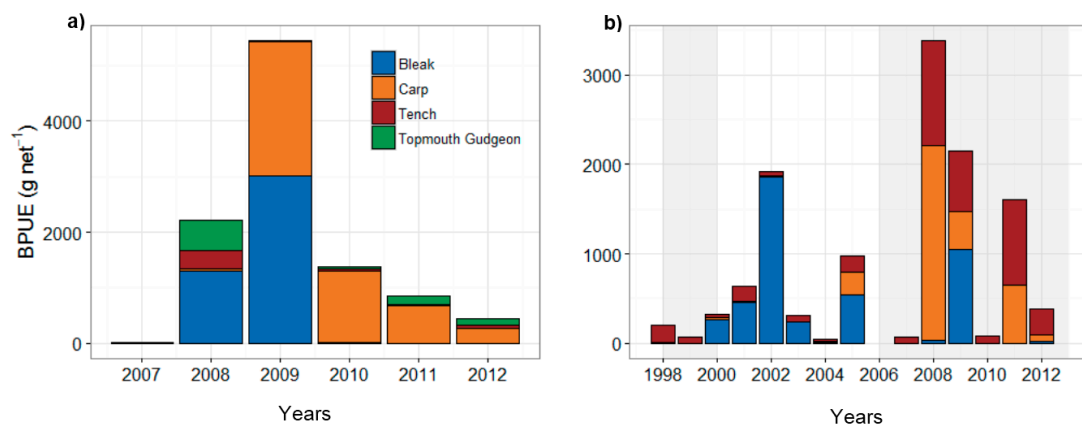 a)
BPUE (g net⁻¹)
4000
2000
0
Bleak
Carp
Tench
Topmouth Gudgeon
2007 2008 2009 2010 2011 2012
Years
b)
3000
2000
1000
0
1998 2000 2002 2004 2006 2008 2010 2012
Years